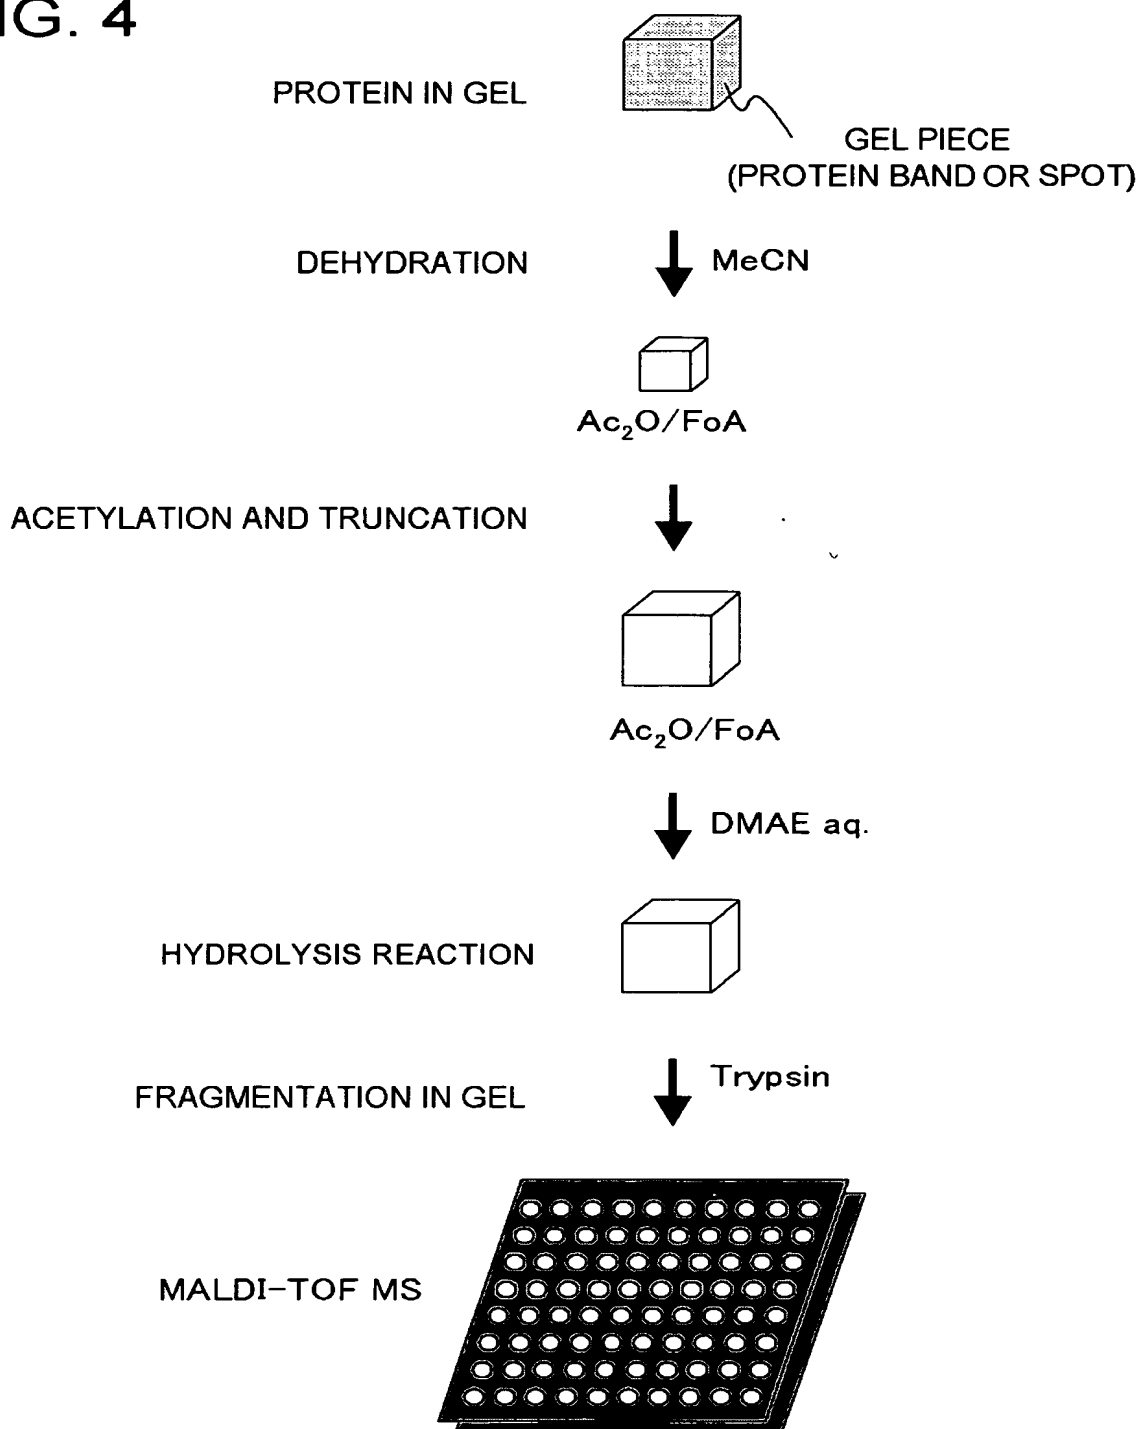 IG. 4
PROTEIN IN GEL
GEL PIECE
(PROTEIN BAND OR SPOT)
DEHYDRATION
MeCN
Ac₂O/FoA
ACETYLATION AND TRUNCATION
Ac₂O/FoA
DMAE aq.
HYDROLYSIS REACTION
FRAGMENTATION IN GEL
Trypsin
MALDI-TOF MS